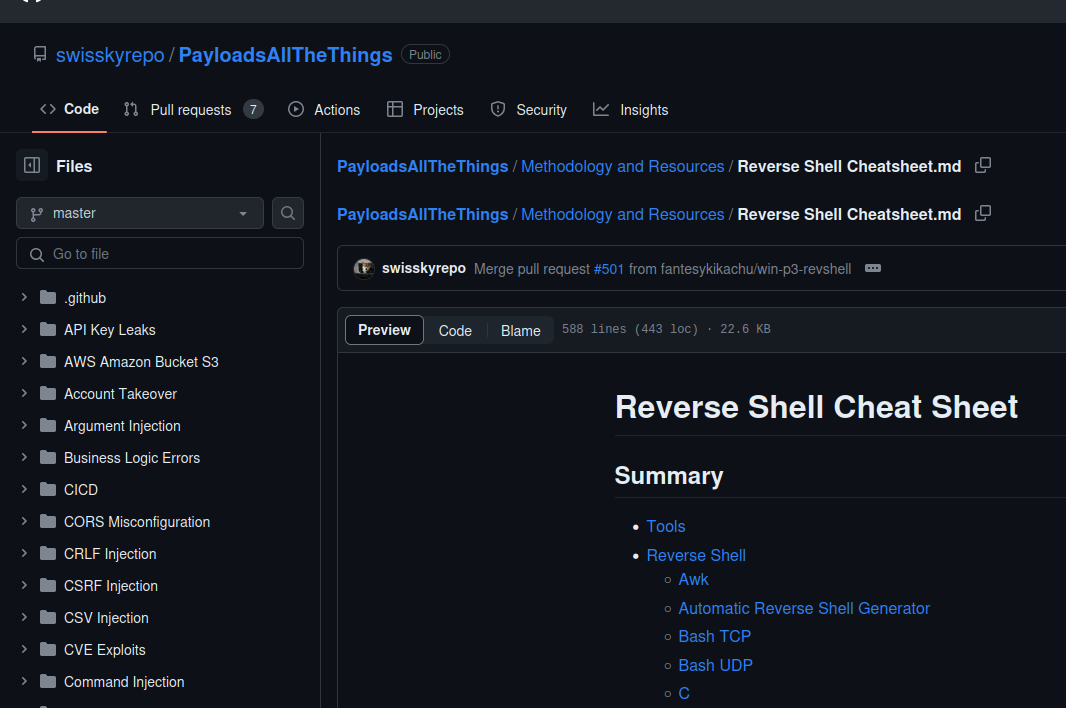 swisskyrepo / PayloadsAllTheThings Public
Code Pull requests 7 Actions Projects Security Insights
Files
master
Go to file
.github
API Key Leaks
AWS Amazon Bucket S3
Account Takeover
Argument Injection
Business Logic Errors
CICD
CORS Misconfiguration
CRLF Injection
CSRF Injection
CSV Injection
CVE Exploits
Command Injection
PayloadsAllTheThings / Methodology and Resources / Reverse Shell Cheatsheet.md
PayloadsAllTheThings / Methodology and Resources / Reverse Shell Cheatsheet.md
swisskyrepo Merge pull request #501 from fantesykikachu/win-p3-revshell
Preview Code Blame 588 lines (443 loc) · 22.6 KB
Reverse Shell Cheat Sheet
Summary
Tools
Reverse Shell
Awk
Automatic Reverse Shell Generator
Bash TCP
Bash UDP
C